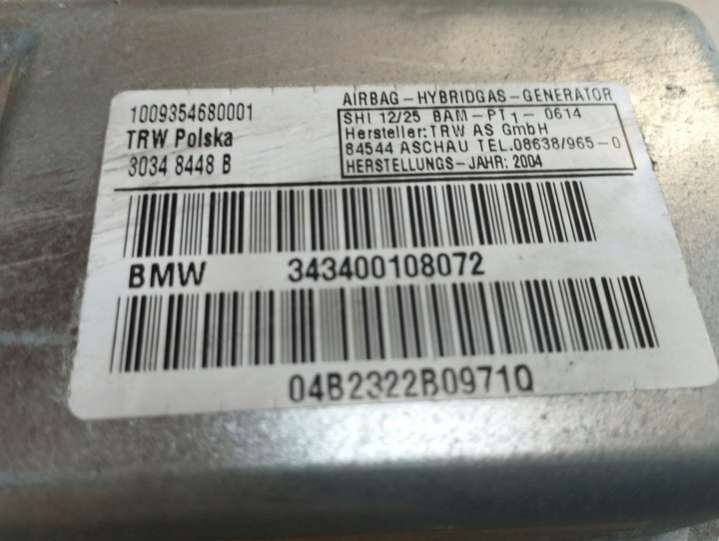 1009354680001
TRW Polska
3034 8448 B
AIRBAG-HYBRIDGAS-GENERATOR
SHI 12/25 BAM-PT1-0614
Hersteller:TRW AS GmbH
84544 ASCHAU TEL.08638/965-0
HERSTELLUNGS-JAHR: 2004
BMW 343400108072
04B2322B0971Q